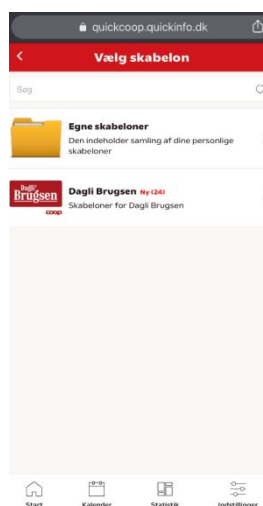 quickcoop.quickinfo.dk
Vælg skabelon
Søg
Egne skabeloner
Den indeholder samling af dine personlige
skabeloner
Dagli'
Brugsen
coop
Dagli Brugsen Ny (24)
Skabeloner for Dagli Brugsen
Start Kalender Statistik Indstillinger